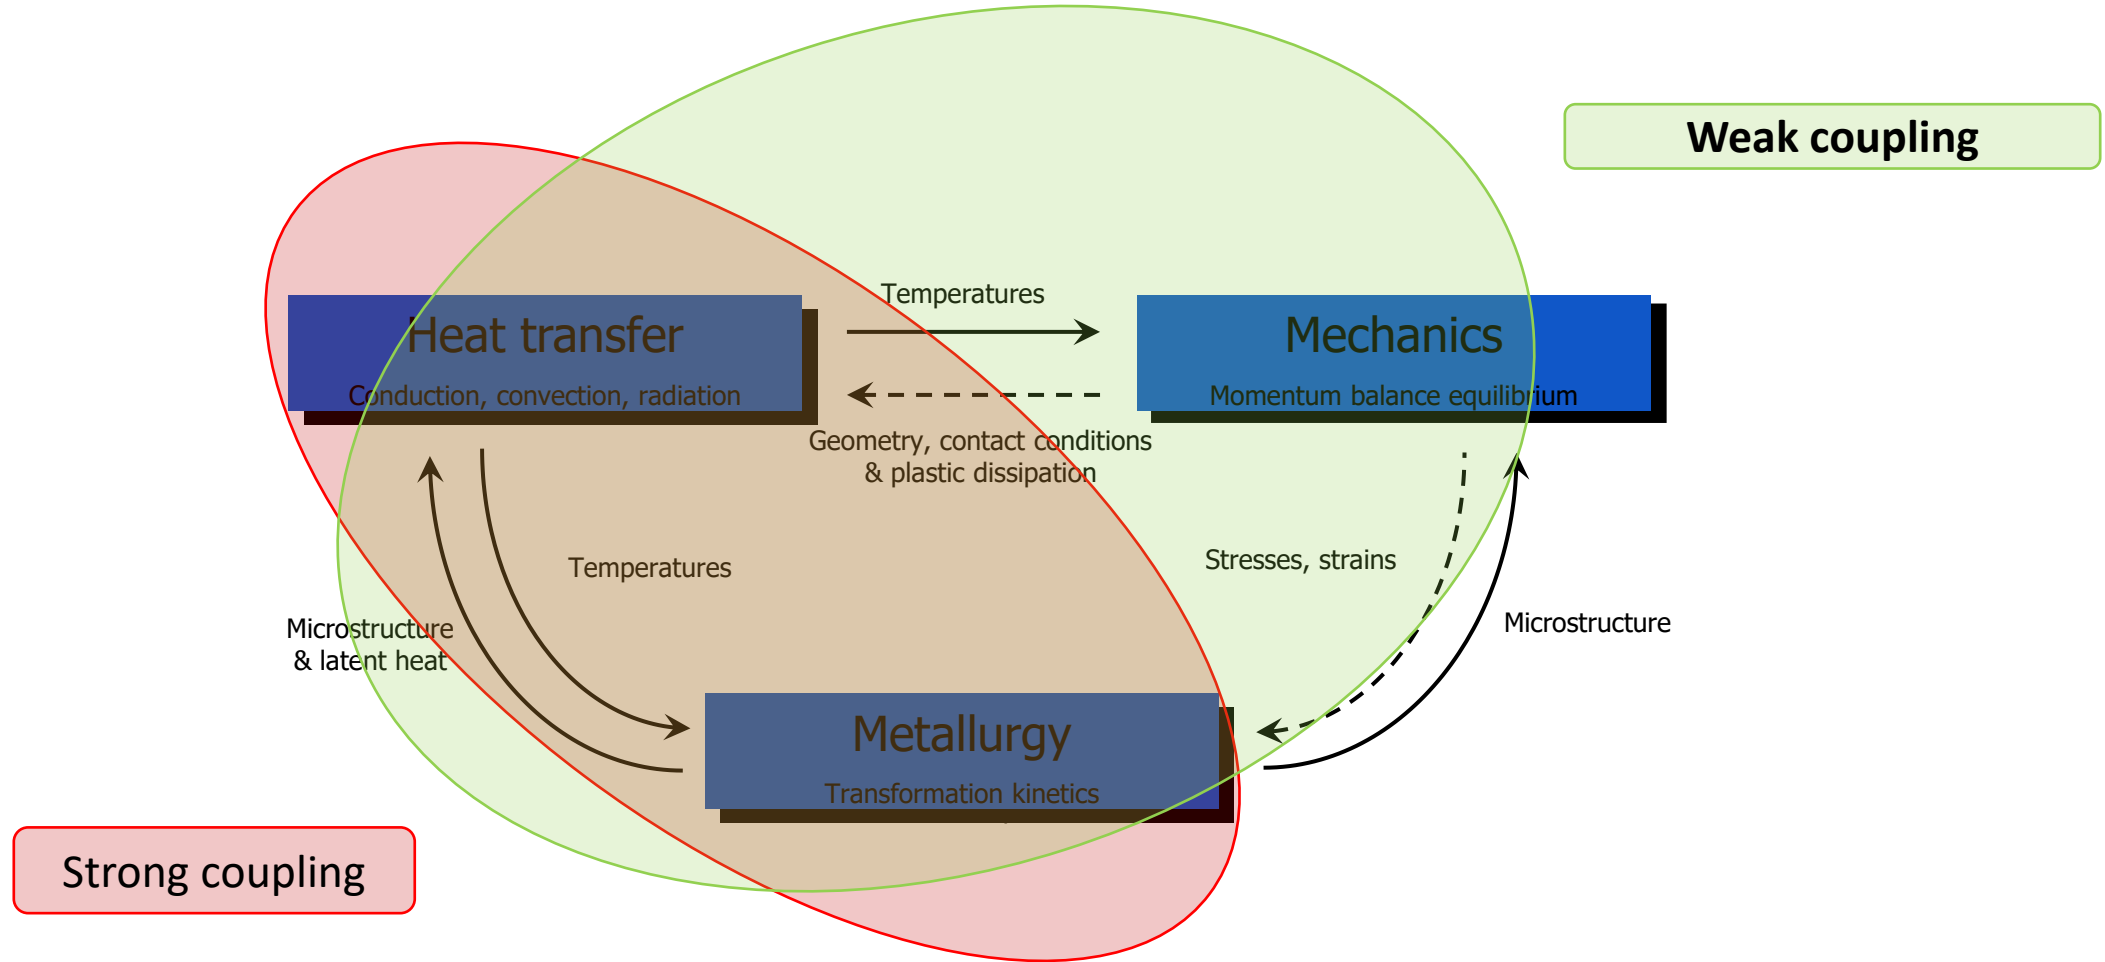 Weak coupling
Temperatures
Heat transfer
Conduction, convection, radiation
Mechanics
Momentum balance equilibrium
Geometry, contact conditions
& plastic dissipation
Temperatures
Stresses, strains
Microstructure
& latent heat
Microstructure
Metallurgy
Transformation kinetics
Strong coupling